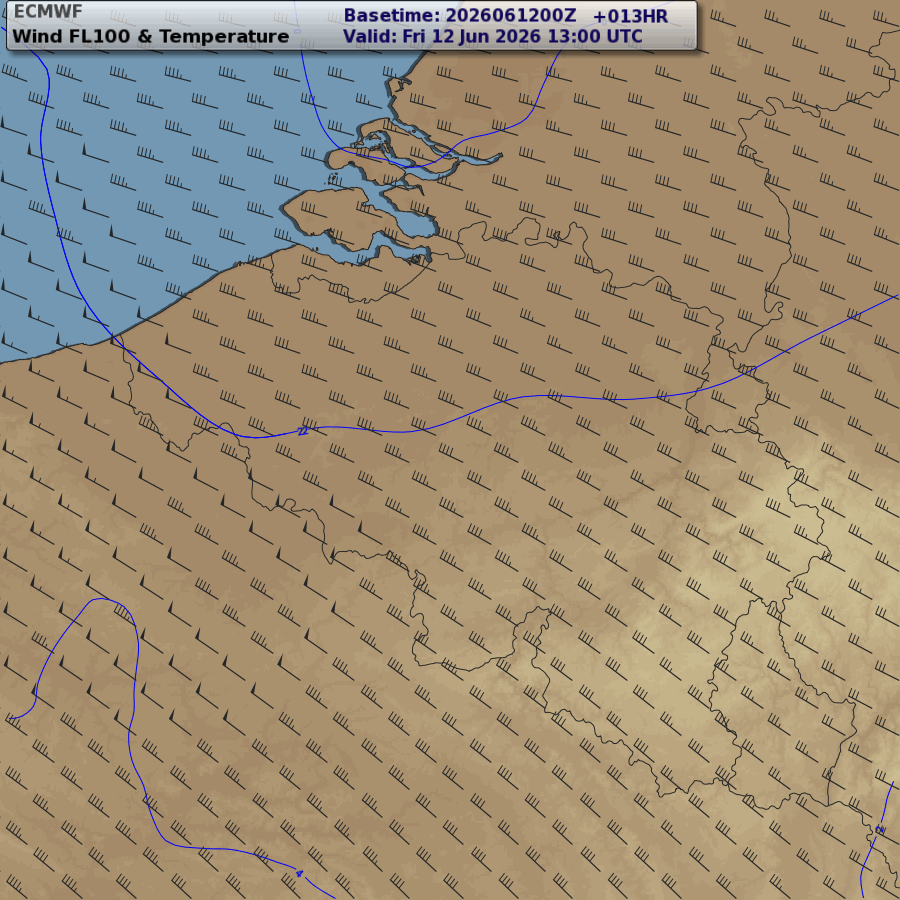 ECMWF
Wind FL100 & Temperature
Basetime: 2026061200Z +013HR
Valid: Fri 12 Jun 2026 13:00 UTC